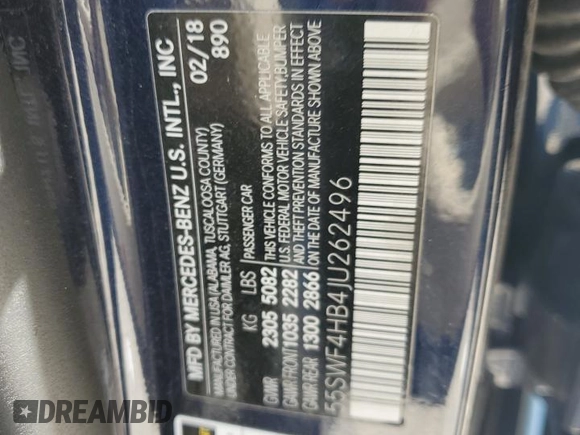 MFD BY MERCEDES-BENZ U.S. INTL., INC 02/18
MANUFACTURED IN USA (ALABAMA, TUSCALOOSA COUNTY) 890
UNDER CONTRACT FOR DAIMLER AG, STUTTGART (GERMANY)
KG LBS PASSENGER CAR
GVWR 2305 5082 THIS VEHICLE CONFORMS TO ALL APPLICABLE
GAWR FRONT 1035 2282 U.S. FEDERAL MOTOR VEHICLE SAFETY, BUMPER
GAWR REAR 1300 2866 AND THEFT PREVENTION STANDARDS IN EFFECT
ON DATE OF MANUFACTURE SHOWN ABOVE
55SWF4HB4JU262496
INC
RideSafely